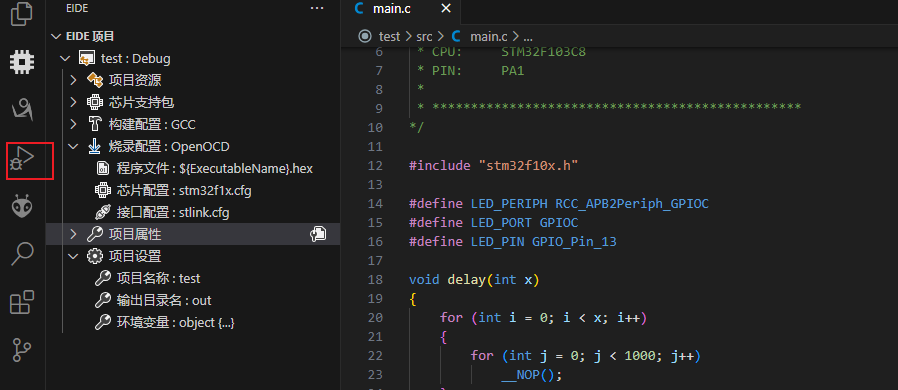 EIDE
EIDE 项目
test : Debug
项目资源
芯片支持包
构建配置 : GCC
烧录配置 : OpenOCD
程序文件 : ${ExecutableName}.hex
芯片配置 : stm32f1x.cfg
接口配置 : stlink.cfg
项目属性
项目设置
项目名称 : test
输出目录名 : out
环境变量 : object {...}
main.c
test > src > C main.c > ...
6 * CPU: STM32F103C8
7 * PIN: PA1
8 *
9 * ************************************************
10 */
11
12 #include "stm32f10x.h"
13
14 #define LED_PERIPH RCC_APB2Periph_GPIOC
15 #define LED_PORT GPIOC
16 #define LED_PIN GPIO_Pin_13
17
18 void delay(int x)
19 {
20 for (int i = 0; i < x; i++)
21 {
22 for (int j = 0; j < 1000; j++)
23 __NOP();